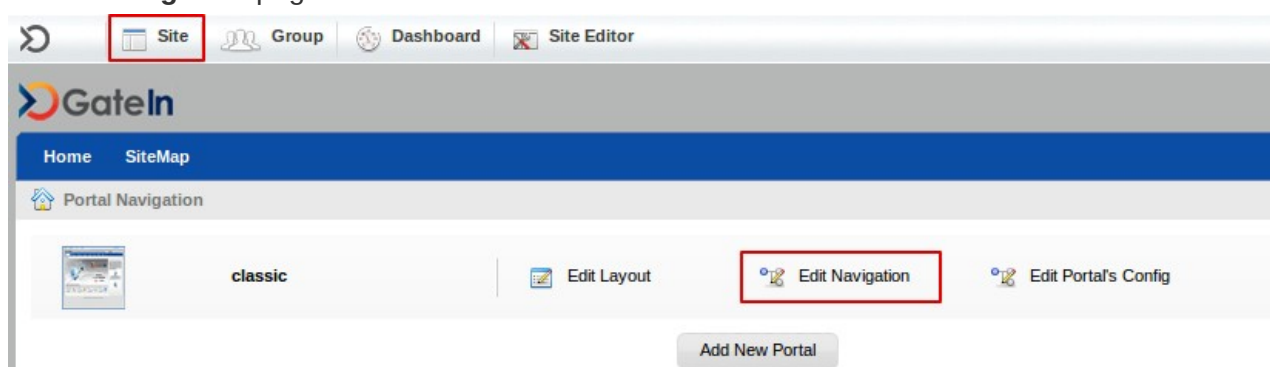 Site Group Dashboard Site Editor
GateIn
Home SiteMap
Portal Navigation
classic Edit Layout Edit Navigation Edit Portal's Config
Add New Portal